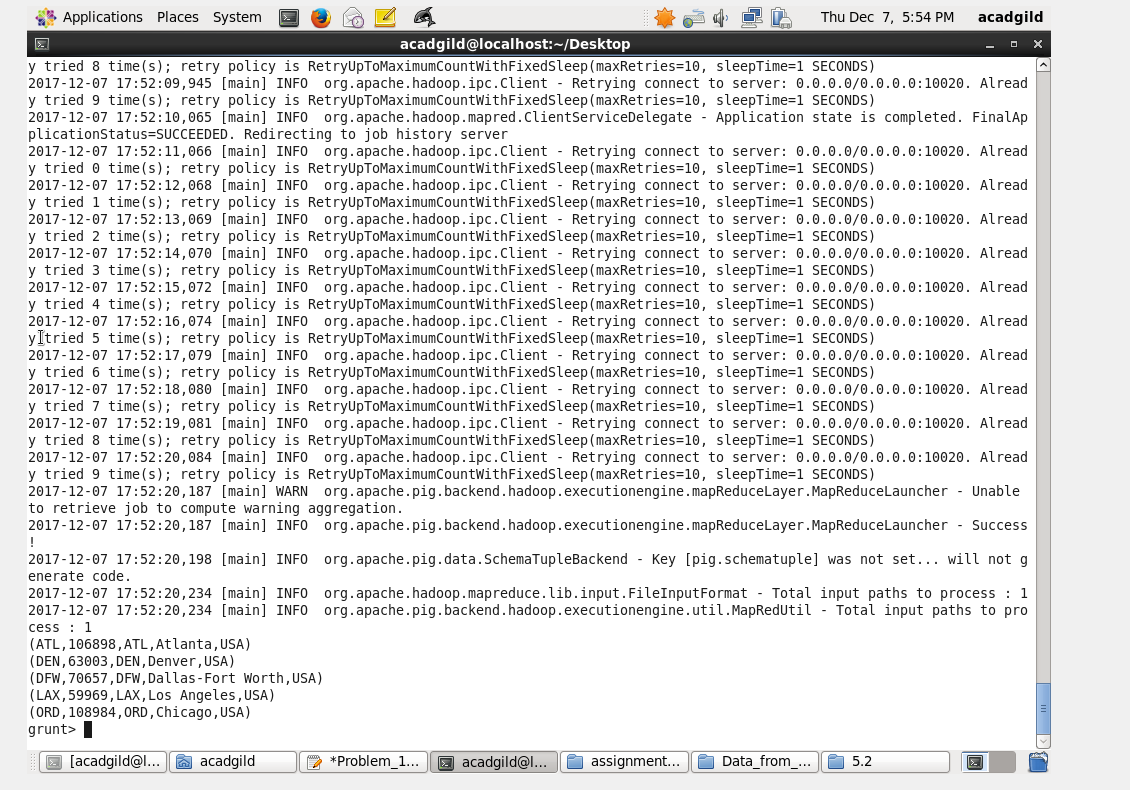 Applications Places System Thu Dec 7, 5:54 PM acadgild
acadgild@localhost:~/Desktop
y tried 8 time(s); retry policy is RetryUpToMaximumCountWithFixedSleep(maxRetries=10, sleepTime=1 SECONDS)
2017-12-07 17:52:09,945 [main] INFO  org.apache.hadoop.ipc.Client - Retrying connect to server: 0.0.0.0/0.0.0.0:10020. Alread
y tried 9 time(s); retry policy is RetryUpToMaximumCountWithFixedSleep(maxRetries=10, sleepTime=1 SECONDS)
2017-12-07 17:52:10,065 [main] INFO  org.apache.hadoop.mapred.ClientServiceDelegate - Application state is completed. FinalAp
plicationStatus=SUCCEEDED. Redirecting to job history server
2017-12-07 17:52:11,066 [main] INFO  org.apache.hadoop.ipc.Client - Retrying connect to server: 0.0.0.0/0.0.0.0:10020. Alread
y tried 0 time(s); retry policy is RetryUpToMaximumCountWithFixedSleep(maxRetries=10, sleepTime=1 SECONDS)
2017-12-07 17:52:12,068 [main] INFO  org.apache.hadoop.ipc.Client - Retrying connect to server: 0.0.0.0/0.0.0.0:10020. Alread
y tried 1 time(s); retry policy is RetryUpToMaximumCountWithFixedSleep(maxRetries=10, sleepTime=1 SECONDS)
2017-12-07 17:52:13,069 [main] INFO  org.apache.hadoop.ipc.Client - Retrying connect to server: 0.0.0.0/0.0.0.0:10020. Alread
y tried 2 time(s); retry policy is RetryUpToMaximumCountWithFixedSleep(maxRetries=10, sleepTime=1 SECONDS)
2017-12-07 17:52:14,070 [main] INFO  org.apache.hadoop.ipc.Client - Retrying connect to server: 0.0.0.0/0.0.0.0:10020. Alread
y tried 3 time(s); retry policy is RetryUpToMaximumCountWithFixedSleep(maxRetries=10, sleepTime=1 SECONDS)
2017-12-07 17:52:15,072 [main] INFO  org.apache.hadoop.ipc.Client - Retrying connect to server: 0.0.0.0/0.0.0.0:10020. Alread
y tried 4 time(s); retry policy is RetryUpToMaximumCountWithFixedSleep(maxRetries=10, sleepTime=1 SECONDS)
2017-12-07 17:52:16,074 [main] INFO  org.apache.hadoop.ipc.Client - Retrying connect to server: 0.0.0.0/0.0.0.0:10020. Alread
y tried 5 time(s); retry policy is RetryUpToMaximumCountWithFixedSleep(maxRetries=10, sleepTime=1 SECONDS)
2017-12-07 17:52:17,079 [main] INFO  org.apache.hadoop.ipc.Client - Retrying connect to server: 0.0.0.0/0.0.0.0:10020. Alread
y tried 6 time(s); retry policy is RetryUpToMaximumCountWithFixedSleep(maxRetries=10, sleepTime=1 SECONDS)
2017-12-07 17:52:18,080 [main] INFO  org.apache.hadoop.ipc.Client - Retrying connect to server: 0.0.0.0/0.0.0.0:10020. Alread
y tried 7 time(s); retry policy is RetryUpToMaximumCountWithFixedSleep(maxRetries=10, sleepTime=1 SECONDS)
2017-12-07 17:52:19,081 [main] INFO  org.apache.hadoop.ipc.Client - Retrying connect to server: 0.0.0.0/0.0.0.0:10020. Alread
y tried 8 time(s); retry policy is RetryUpToMaximumCountWithFixedSleep(maxRetries=10, sleepTime=1 SECONDS)
2017-12-07 17:52:20,084 [main] INFO  org.apache.hadoop.ipc.Client - Retrying connect to server: 0.0.0.0/0.0.0.0:10020. Alread
y tried 9 time(s); retry policy is RetryUpToMaximumCountWithFixedSleep(maxRetries=10, sleepTime=1 SECONDS)
2017-12-07 17:52:20,187 [main] WARN  org.apache.pig.backend.hadoop.executionengine.mapReduceLayer.MapReduceLauncher - Unable
to retrieve job to compute warning aggregation.
2017-12-07 17:52:20,187 [main] INFO  org.apache.pig.backend.hadoop.executionengine.mapReduceLayer.MapReduceLauncher - Success
!
2017-12-07 17:52:20,198 [main] INFO  org.apache.pig.data.SchemaTupleBackend - Key [pig.schematuple] was not set... will not g
enerate code.
2017-12-07 17:52:20,234 [main] INFO  org.apache.hadoop.mapreduce.lib.input.FileInputFormat - Total input paths to process : 1
2017-12-07 17:52:20,234 [main] INFO  org.apache.pig.backend.hadoop.executionengine.util.MapRedUtil - Total input paths to pro
cess : 1
(ATL,106898,ATL,Atlanta,USA)
(DEN,63003,DEN,Denver,USA)
(DFW,70657,DFW,Dallas-Fort Worth,USA)
(LAX,59969,LAX,Los Angeles,USA)
(ORD,108984,ORD,Chicago,USA)
grunt>
[acadgild@l... acadgild *Problem_1... acadgild@l... assignment... Data_from_... 5.2